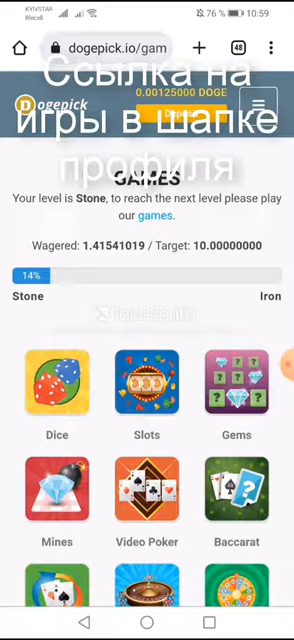 KYIVSTAR
lifecell
76 %
10:59
dogepick.io/gam
48
Ссылка на
игры в шапке
профиля
Dogepick
0.00125000 DOGE
GAMES
Your level is Stone, to reach the next level please play
our games.
Wagered: 1.41541019 / Target: 10.00000000
14%
Stone
Iron
Dice
Slots
Gems
Mines
Video Poker
Baccarat